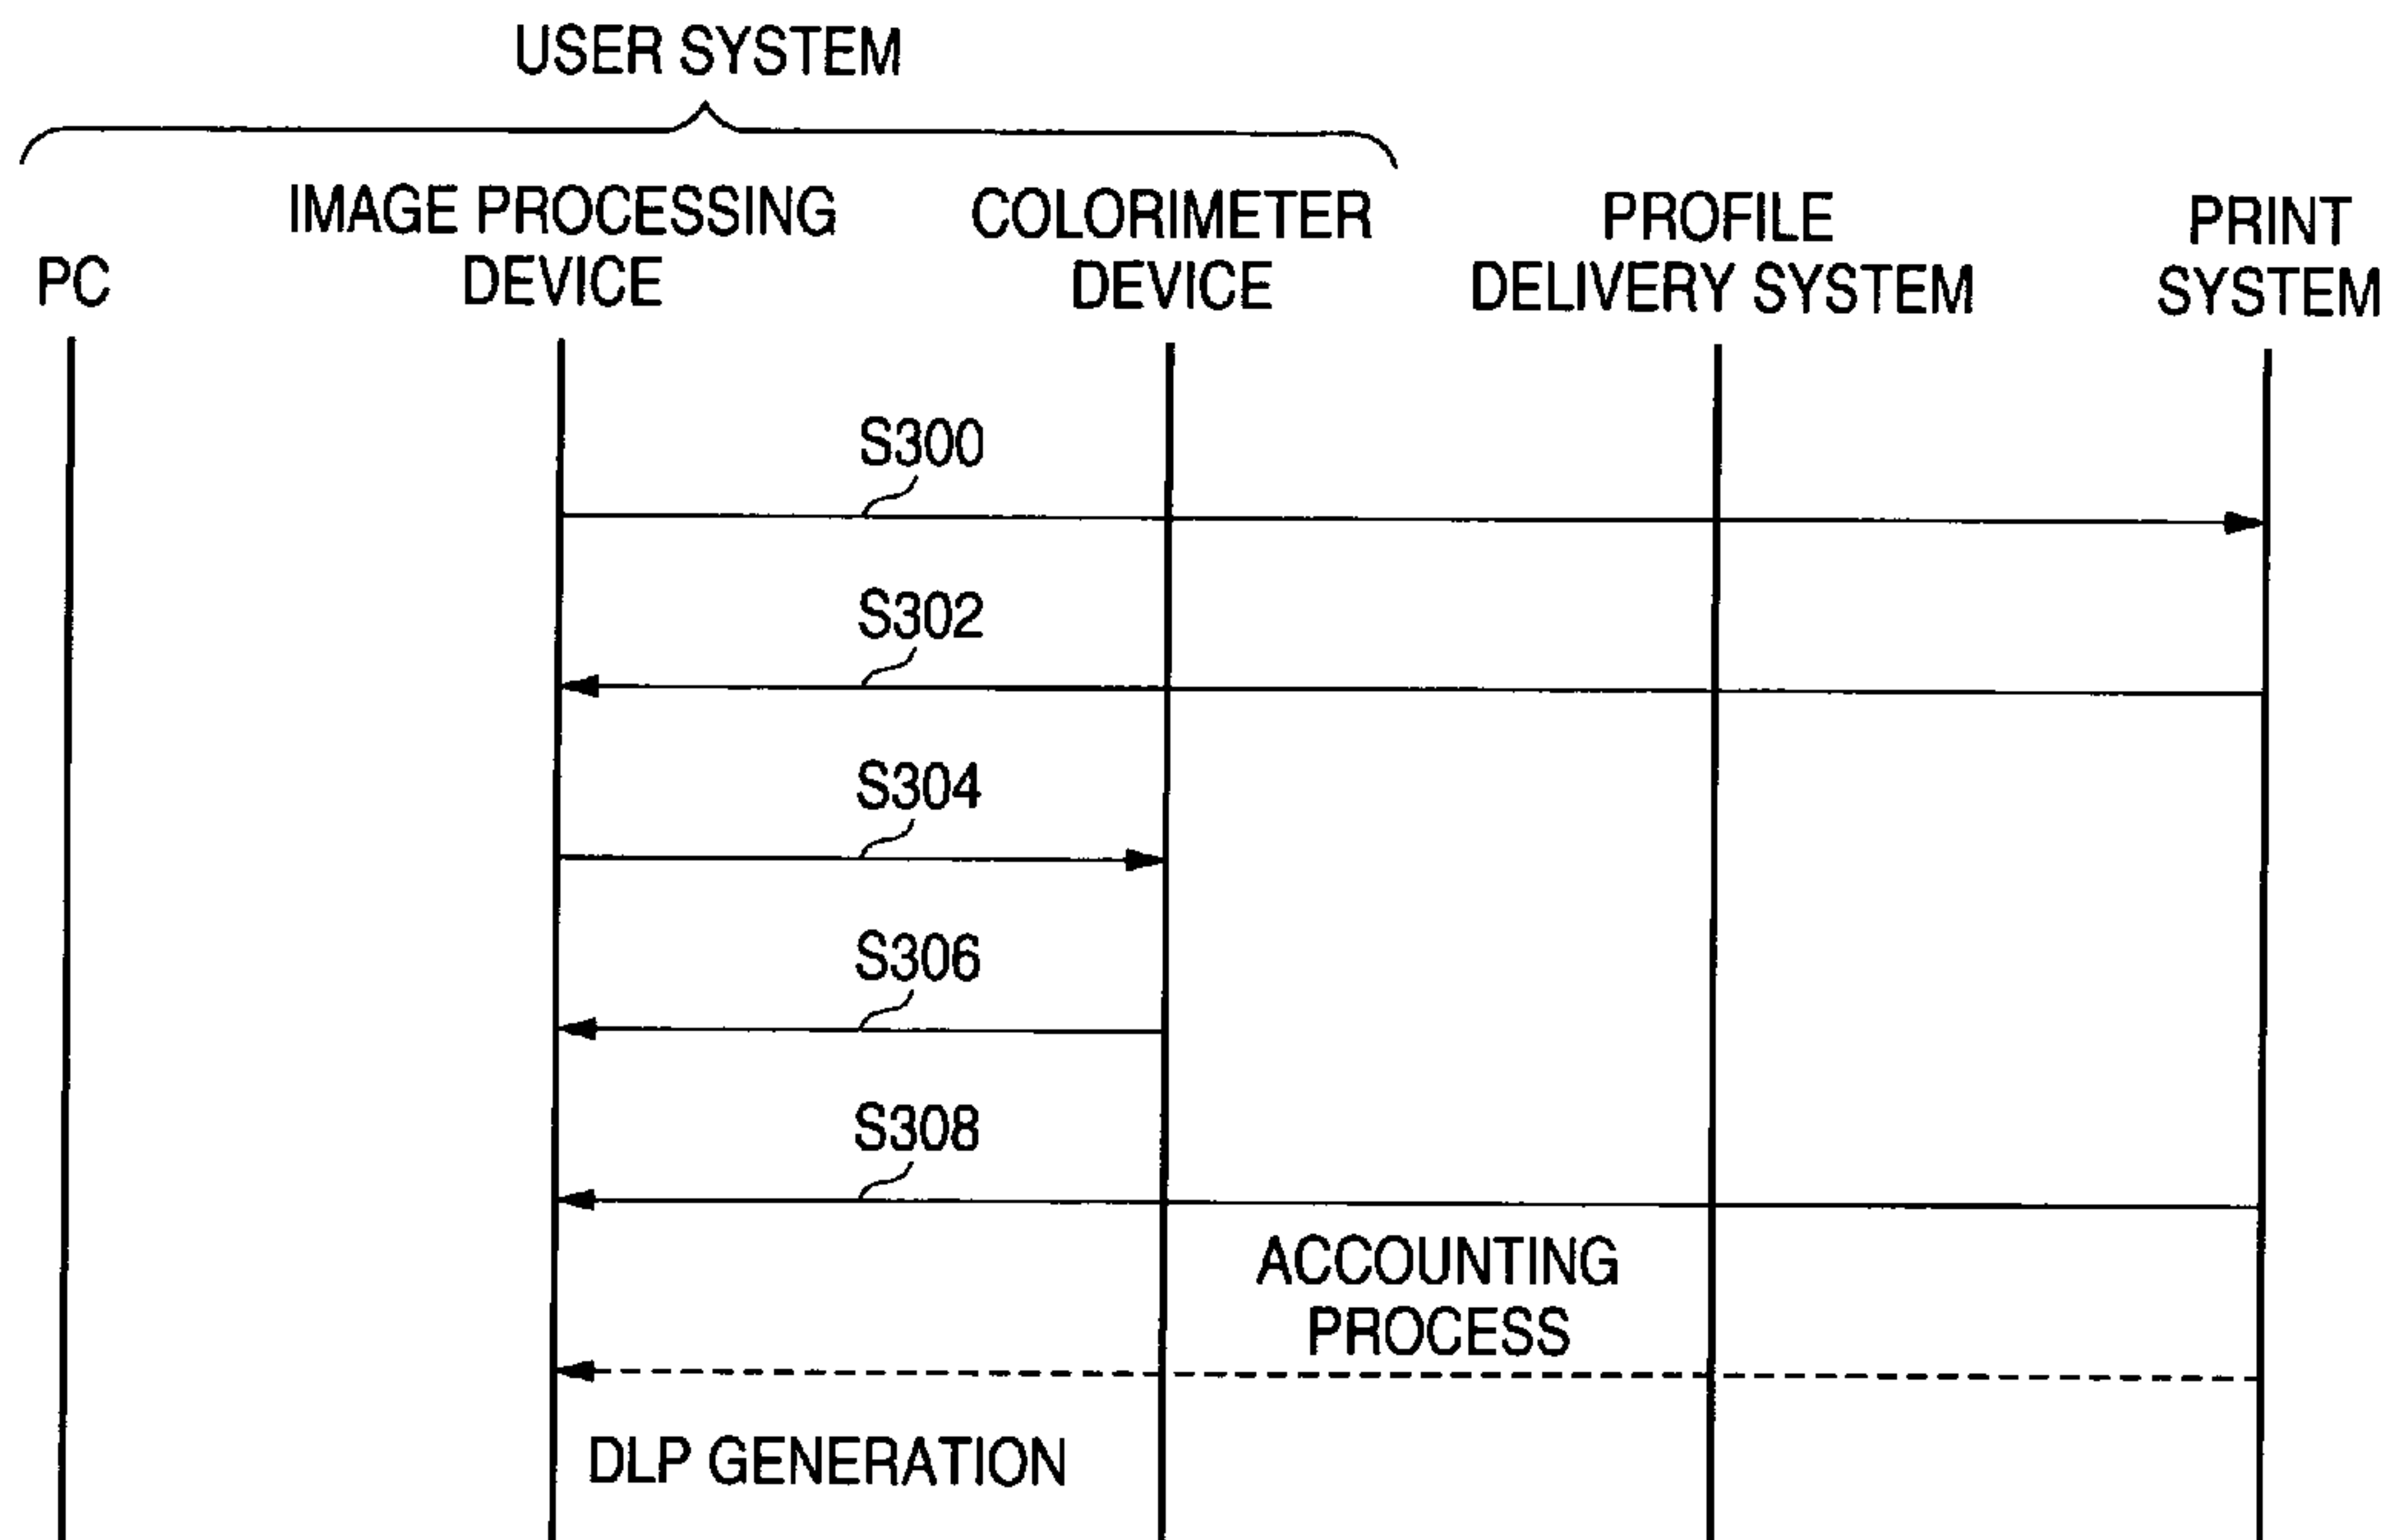 USER SYSTEM
PC
IMAGE PROCESSING
DEVICE
COLORIMETER
DEVICE
PROFILE
DELIVERY SYSTEM
PRINT
SYSTEM
S300
S302
S304
S306
S308
ACCOUNTING
PROCESS
DLP GENERATION